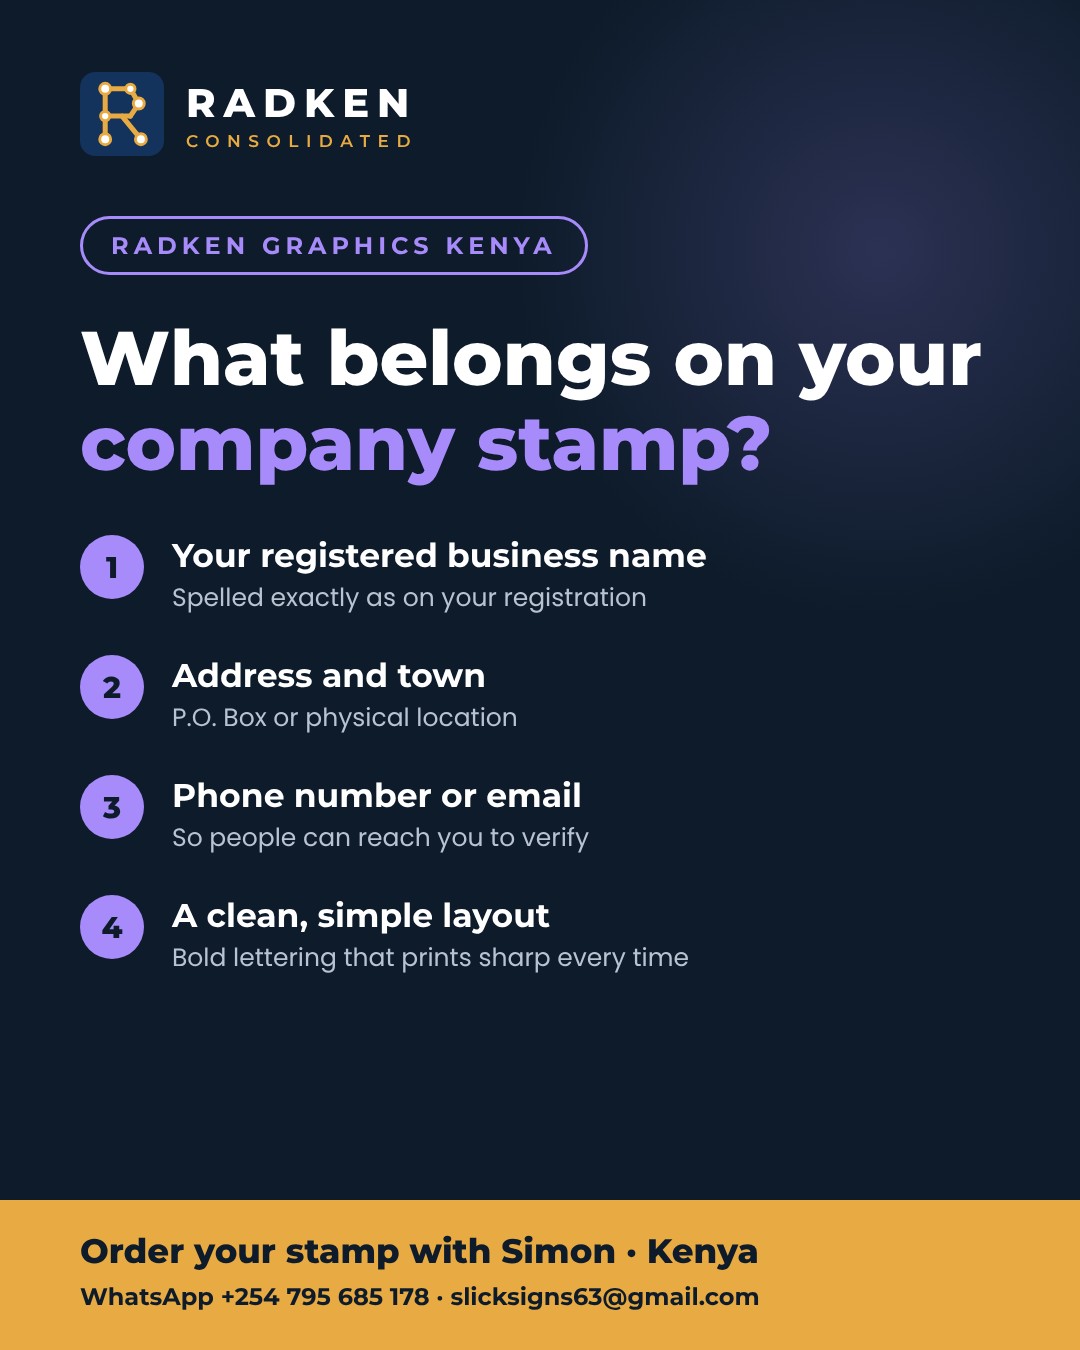 RADKEN
CONSOLIDATED
RADKEN GRAPHICS KENYA
What belongs on your
company stamp?
1
Your registered business name
Spelled exactly as on your registration
2
Address and town
P.O. Box or physical location
3
Phone number or email
So people can reach you to verify
4
A clean, simple layout
Bold lettering that prints sharp every time
Order your stamp with Simon · Kenya
WhatsApp +254 795 685 178 · slicksigns63@gmail.com